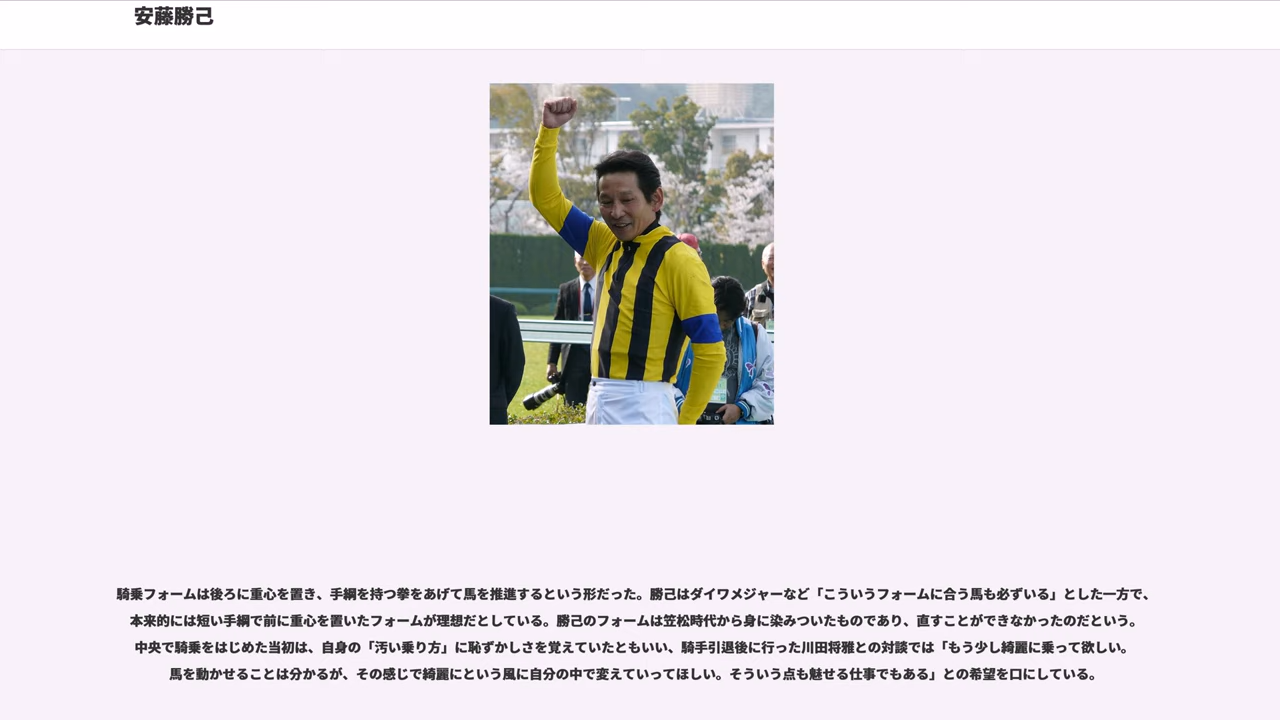 安藤勝己
騎乗フォームは後ろに重心を置き、手綱を持つ拳をあげて馬を推進するという形だった。勝己はダイワメジャーなど「こういうフォームに合う馬も必ずいる」とした一方で、
本来的には短い手綱で前に重心を置いたフォームが理想だとしている。勝己のフォームは笠松時代から身に染みついたものであり、直すことができなかったのだという。
中央で騎乗をはじめた当初は、自身の「汚い乗り方」に恥ずかしさを覚えていたともいい、騎手引退後に行った川田将雅との対談では「もう少し綺麗に乗って欲しい。
馬を動かせることは分かるが、その感じで綺麗にという風に自分の中で変えていってほしい。そういう点も魅せる仕事でもある」との希望を口にしている。